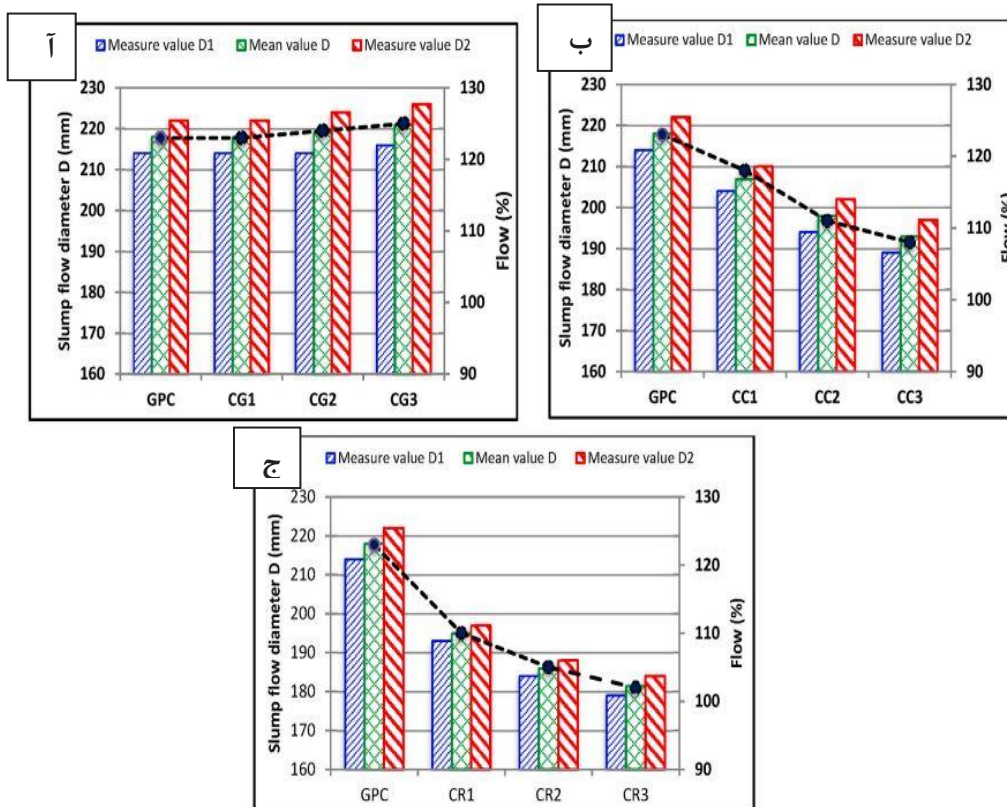 آ
Measure value D1 Mean value D Measure value D2
Slump flow diameter D (mm)
230
220
210
200
190
180
170
160
130
120
110
100
90
Flow (%)
GPC CG1 CG2 CG3
ب
Measure value D1 Mean value D Measure value D2
Slump flow diameter D (mm)
230
220
210
200
190
180
170
160
130
120
110
100
90
Flow (%)
GPC CC1 CC2 CC3
ج
Measure value D1 Mean value D Measure value D2
Slump flow diameter D (mm)
230
220
210
200
190
180
170
160
130
120
110
100
90
Flow (%)
GPC CR1 CR2 CR3